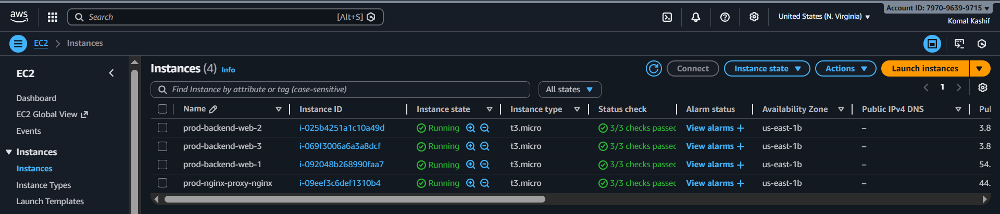 Account ID: 7970-9639-9715
aws Search [Alt+S] United States (N. Virginia) Komal Kashif
EC2 Instances
EC2
Dashboard
EC2 Global View
Events
Instances
Instances
Instance Types
Launch Templates
Instances (4) Info Connect Instance state Actions Launch instances
Find Instance by attribute or tag (case-sensitive) All states 1
Name Instance ID Instance state Instance type Status check Alarm status Availability Zone Public IPv4 DNS Pul
prod-backend-web-2 i-025b4251a1c10a49d Running t3.micro 3/3 checks passec View alarms + us-east-1b – 3.8
prod-backend-web-3 i-069f3006a6a3a8dcf Running t3.micro 3/3 checks passec View alarms + us-east-1b – 3.8
prod-backend-web-1 i-092048b268990faa7 Running t3.micro 3/3 checks passec View alarms + us-east-1b – 54.
prod-nginx-proxy-nginx i-09eef3c6def1310b4 Running t3.micro 3/3 checks passec View alarms + us-east-1b – 44.